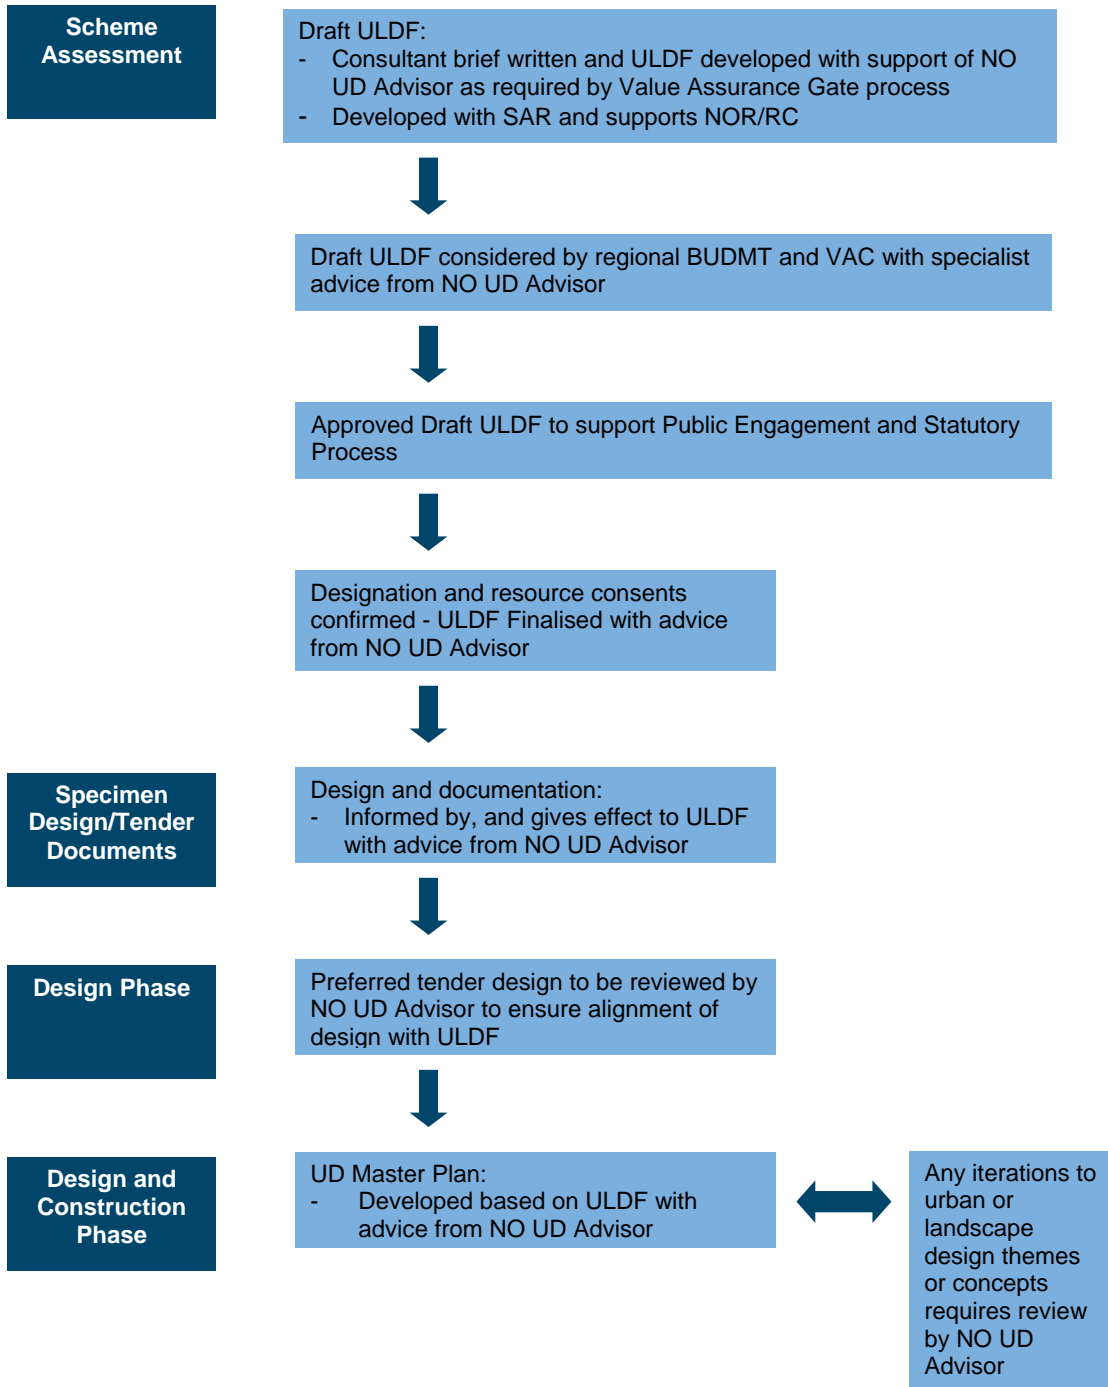 Scheme
Assessment
Draft ULDF:
- Consultant brief written and ULDF developed with support of NO
UD Advisor as required by Value Assurance Gate process
- Developed with SAR and supports NOR/RC
Draft ULDF considered by regional BUDMT and VAC with specialist
advice from NO UD Advisor
Approved Draft ULDF to support Public Engagement and Statutory
Process
Designation and resource consents
confirmed - ULDF Finalised with advice
from NO UD Advisor
Specimen
Design/Tender
Documents
Design and documentation:
- Informed by, and gives effect to ULDF
with advice from NO UD Advisor
Design Phase
Preferred tender design to be reviewed by
NO UD Advisor to ensure alignment of
design with ULDF
Design and
Construction
Phase
UD Master Plan:
- Developed based on ULDF with
advice from NO UD Advisor
Any iterations to
urban or
landscape
design themes
or concepts
requires review
by NO UD
Advisor